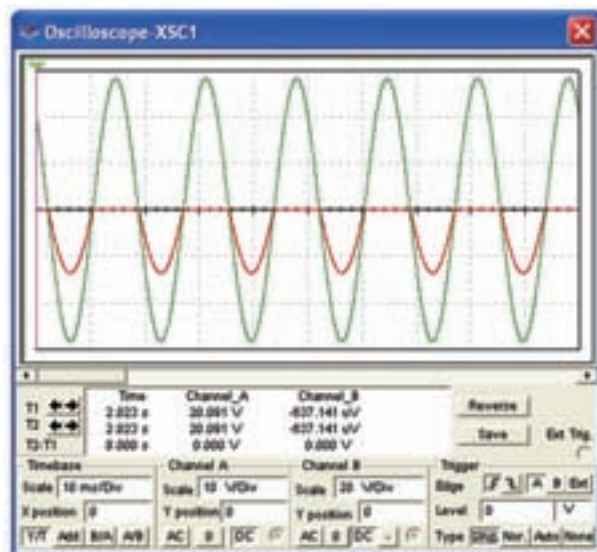 Oscilloscope-XSC1
Time Channel_A Channel_B
T1 2.023 s 20.091 V -637.141 uV
T2 2.023 s 20.091 V -637.141 uV
T2-T1 0.000 s 0.000 V 0.000 V
Reverse
Save Ext Trig.
Timebase Channel A Channel B Trigger
Scale 10 ms/Div Scale 10 V/Div Scale 20 V/Div Edge A B Ext
X position 0 Y position 0 Y position 0 Level 0 V
Y/T Add B/A A/B AC 0 DC AC 0 DC - Type Sing. Nor. Auto None